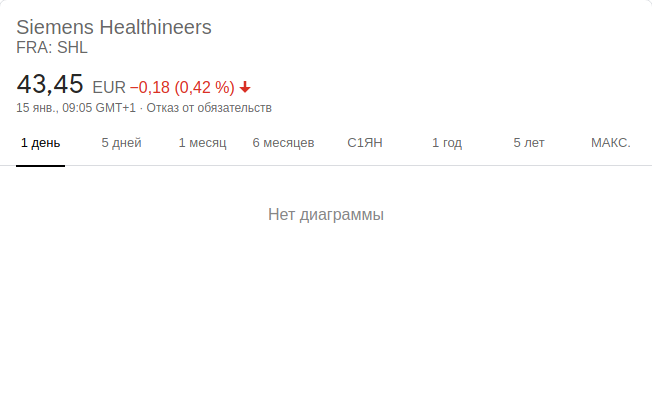 Siemens Healthineers
FRA: SHL
43,45 EUR −0,18 (0,42 %)
15 янв., 09:05 GMT+1 · Отказ от обязательств
1 день 5 дней 1 месяц 6 месяцев С1ЯН 1 год 5 лет МАКС.
Нет диаграммы